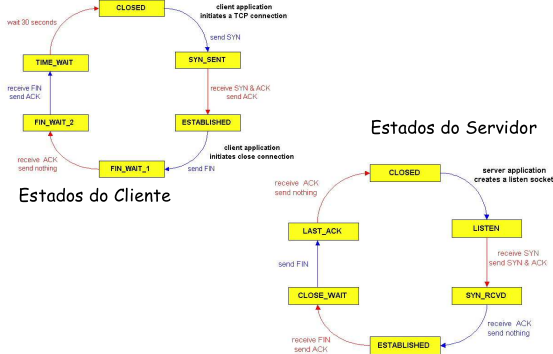 CLOSED
client application
initiates a TCP connection
wait 30 seconds
send SYN
TIME_WAIT
SYN_SENT
receive FIN
send ACK
receive SYN & ACK
send ACK
FIN_WAIT_2
ESTABLISHED
client application
initiates close connection
receive ACK
send nothing
FIN_WAIT_1
send FIN
Estados do Cliente
Estados do Servidor
CLOSED
server application
creates a listen socket
receive ACK
send nothing
LAST_ACK
LISTEN
send FIN
receive SYN
send SYN & ACK
CLOSE_WAIT
SYN_RCVD
receive FIN
send ACK
receive ACK
send nothing
ESTABLISHED